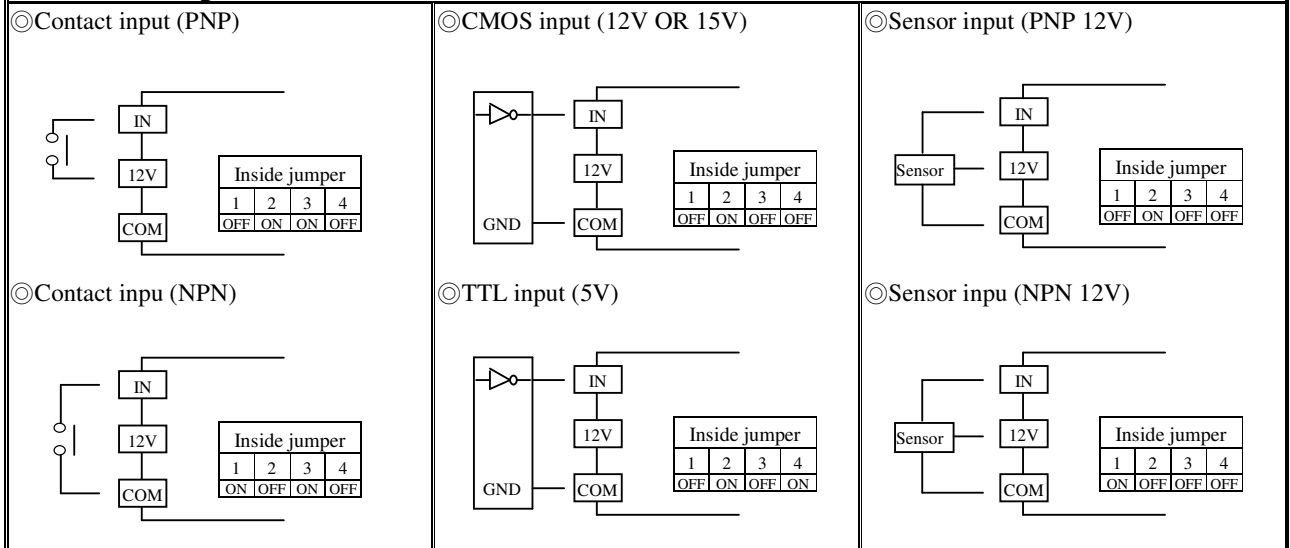 ◎Contact input (PNP)
IN
12V
COM
Inside jumper
1 2 3 4
OFF ON ON OFF
◎CMOS input (12V OR 15V)
IN
12V
GND COM
Inside jumper
1 2 3 4
OFF ON OFF OFF
◎Sensor input (PNP 12V)
IN
Sensor 12V
COM
Inside jumper
1 2 3 4
OFF ON OFF OFF
◎Contact inpu (NPN)
IN
12V
COM
Inside jumper
1 2 3 4
ON OFF ON OFF
◎TTL input (5V)
IN
12V
GND COM
Inside jumper
1 2 3 4
OFF ON OFF ON
◎Sensor inpu (NPN 12V)
IN
Sensor 12V
COM
Inside jumper
1 2 3 4
ON OFF OFF OFF